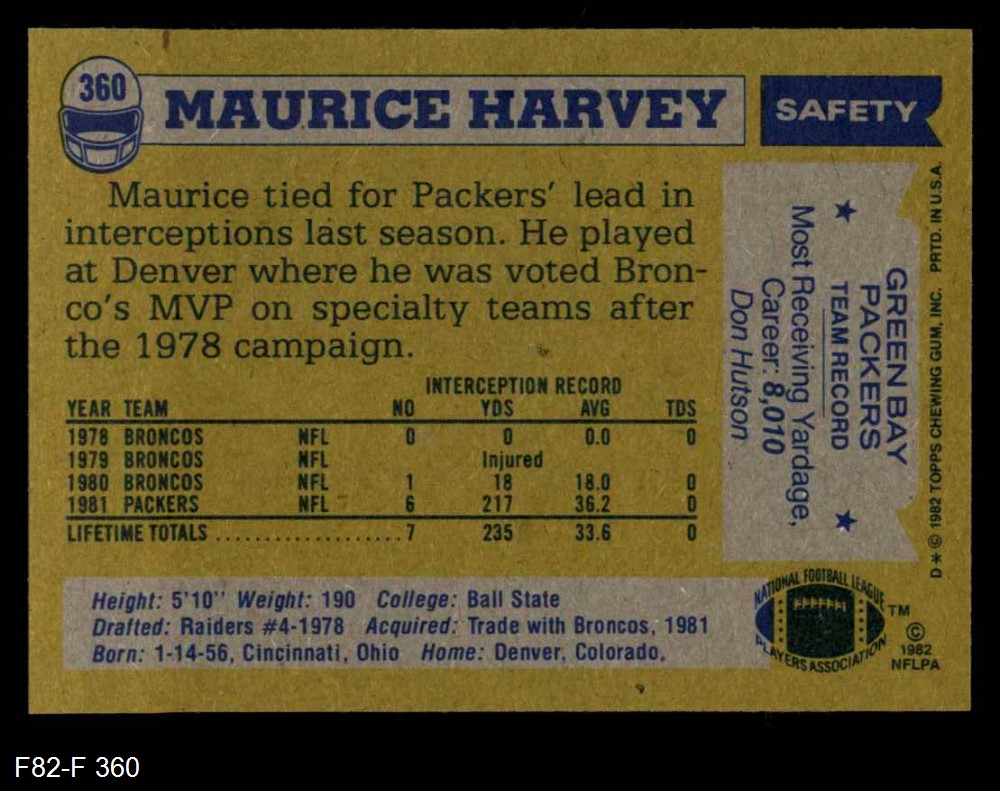 360
MAURICE HARVEY
SAFETY
Maurice tied for Packers' lead in
interceptions last season. He played
at Denver where he was voted Bron-
co's MVP on specialty teams after
the 1978 campaign.
INTERCEPTION RECORD
YEAR TEAM NO YDS AVG TDS
1978 BRONCOS NFL 0 0 0.0 0
1979 BRONCOS NFL Injured
1980 BRONCOS NFL 1 18 18.0 0
1981 PACKERS NFL 6 217 36.2 0
LIFETIME TOTALS ....................7 235 33.6 0
GREEN BAY
PACKERS
TEAM RECORD
Most Receiving Yardage,
Career: 8,010
Don Hutson
D*© 1982 TOPPS CHEWING GUM, INC. PRTD. IN U.S.A.
Height: 5'10" Weight: 190 College: Ball State
Drafted: Raiders #4-1978 Acquired: Trade with Broncos, 1981
Born: 1-14-56, Cincinnati, Ohio Home: Denver, Colorado.
NATIONAL FOOTBALL LEAGUE
PLAYERS ASSOCIATION
TM
©
1982
NFLPA
F82-F 360